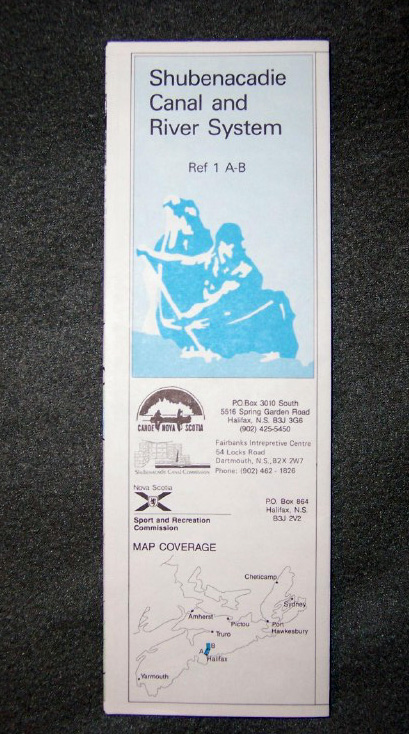 Shubenacadie
Canal and
River System
Ref 1 A-B
CANOE NOVA SCOTIA
P.O.Box 3010 South
5516 Spring Garden Road
Halifax, N.S. B3J 3G6
(902) 425-5450
Shubenacadie Canal Commission
Fairbanks Intrepretive Centre
54 Locks Road
Dartmouth, N.S.,B2X 2W7
Phone: (902) 462 - 1826
Nova Scotia
Sport and Recreation
Commission
P.O. Box 864
Halifax, N.S.
B3J 2V2
MAP COVERAGE
Cheticamp
Sydney
Amherst
Pictou
Port
Hawkesbury
Truro
B
A
Halifax
Yarmouth